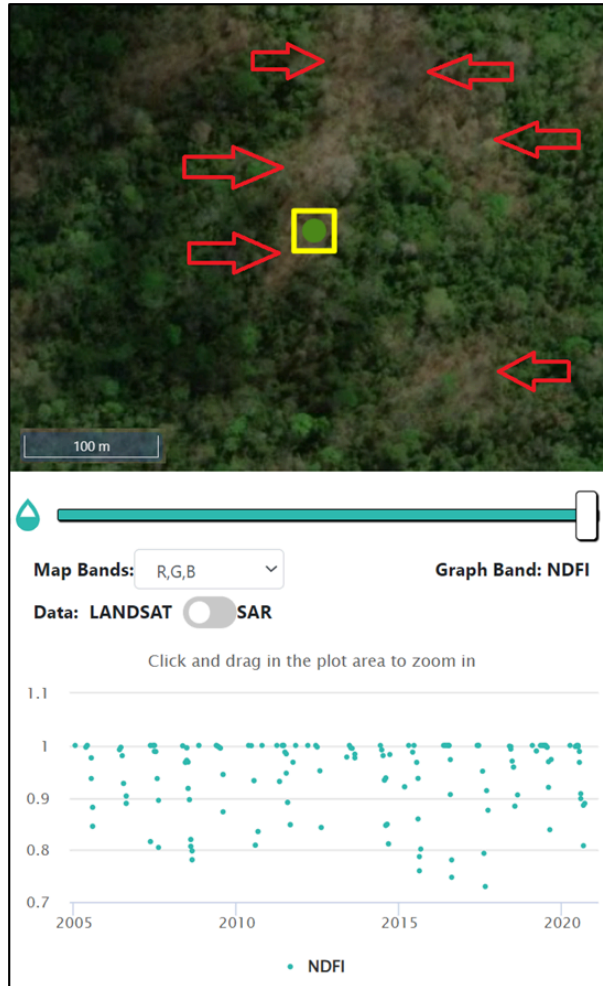 100 m
Map Bands: R,G,B Graph Band: NDFI
Data: LANDSAT SAR
Click and drag in the plot area to zoom in
1.1
1
0.9
0.8
0.7
2005 2010 2015 2020
NDFI